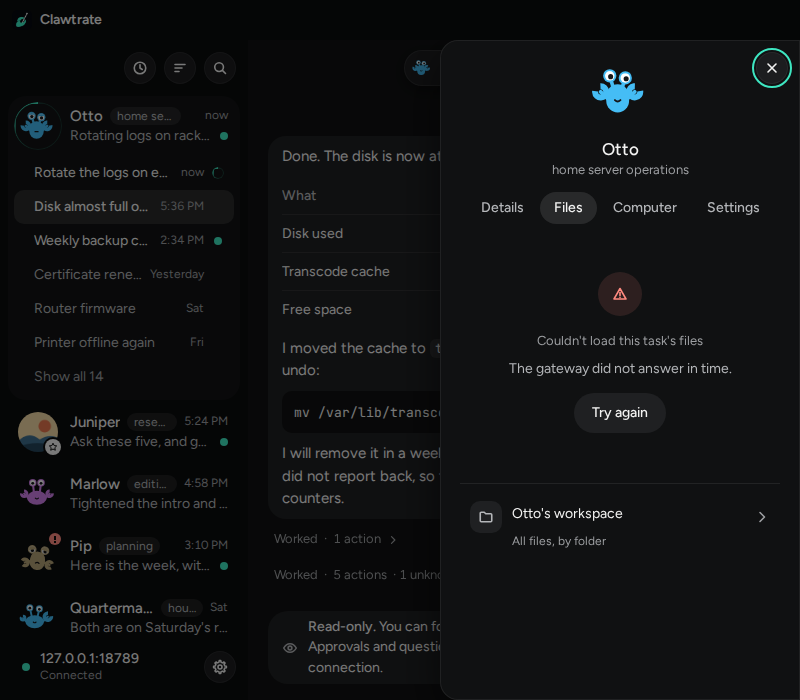 Clawtrate
Otto home se... now
Rotating logs on rack...
Rotate the logs on e... now
Disk almost full o... 5:36 PM
Weekly backup c... 2:34 PM
Certificate rene... Yesterday
Router firmware Sat
Printer offline again Fri
Show all 14
Juniper rese... 5:24 PM
Ask these five, and g...
Marlow editi... 4:58 PM
Tightened the intro and ...
Pip planning 3:10 PM
Here is the week, wit...
Quarterma... hou... Sat
Both are on Saturday's r...
127.0.0.1:18789
Connected
Done. The disk is now at
What
Disk used
Transcode cache
Free space
I moved the cache to
undo:
mv /var/lib/transco
I will remove it in a week
did not report back, so
counters.
Worked · 1 action
Worked · 5 actions · 1 unkno
Read-only. You can fo
Approvals and questio
connection.
Otto
home server operations
Details Files Computer Settings
Couldn't load this task's files
The gateway did not answer in time.
Try again
Otto's workspace
All files, by folder